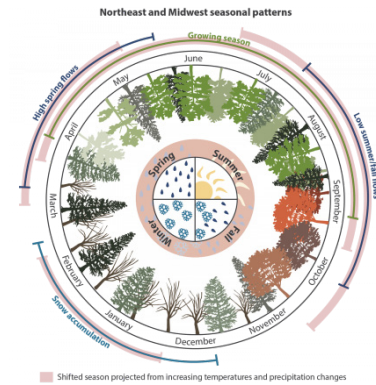 Northeast and Midwest seasonal patterns
Growing season
High spring flows
Low summer/fall flows
Snow accumulation
June
July
August
September
October
November
December
January
February
March
April
May
Spring
Summer
Fall
Winter
Shifted season projected from increasing temperatures and precipitation changes